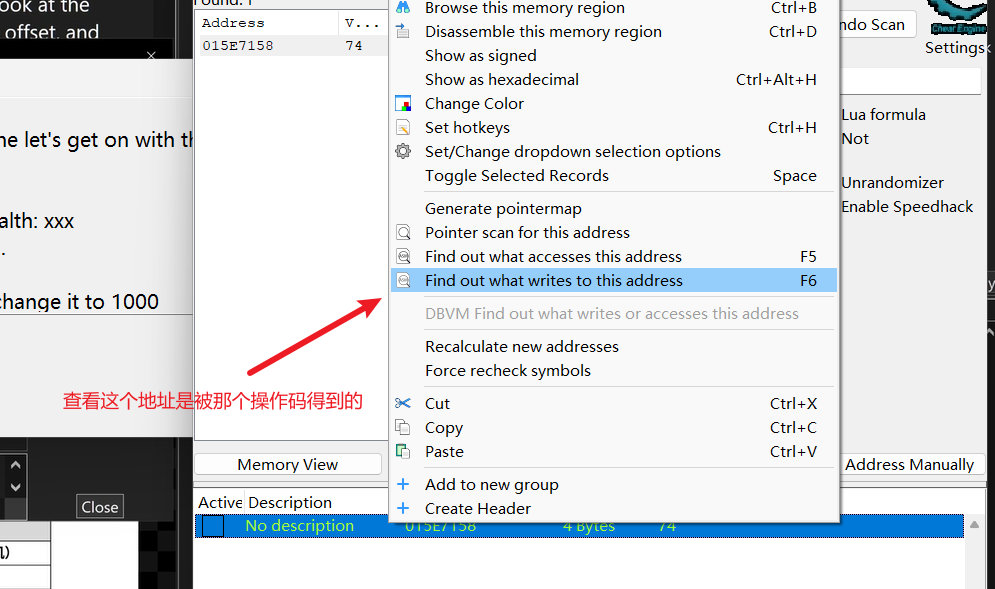 ook at the
offset, and
he let's get on with th
alth: xxx
.
change it to 1000
Close
Found: 1
Address V...
015E7158 74
Memory View
Browse this memory region Ctrl+B
Disassemble this memory region Ctrl+D
Show as signed
Show as hexadecimal Ctrl+Alt+H
Change Color
Set hotkeys Ctrl+H
Set/Change dropdown selection options
Toggle Selected Records Space
Generate pointermap
Pointer scan for this address
Find out what accesses this address F5
Find out what writes to this address F6
DBVM Find out what writes or accesses this address
Recalculate new addresses
Force recheck symbols
Cut Ctrl+X
Copy Ctrl+C
Paste Ctrl+V
Add to new group
Create Header
查看这个地址是被那个操作码得到的
ndo Scan
Cheat Engine
Settings
Lua formula
Not
Unrandomizer
Enable Speedhack
Address Manually
Active Description
No description 015E7158 4 Bytes 74